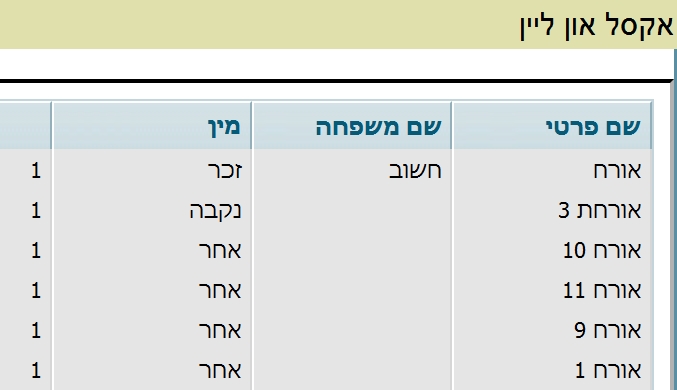 אקסל און ליין
שם פרטי שם משפחה מין
אורח חשוב זכר 1
אורחת 3 נקבה 1
אורח 10 אחר 1
אורח 11 אחר 1
אורח 9 אחר 1
אורח 1 אחר 1